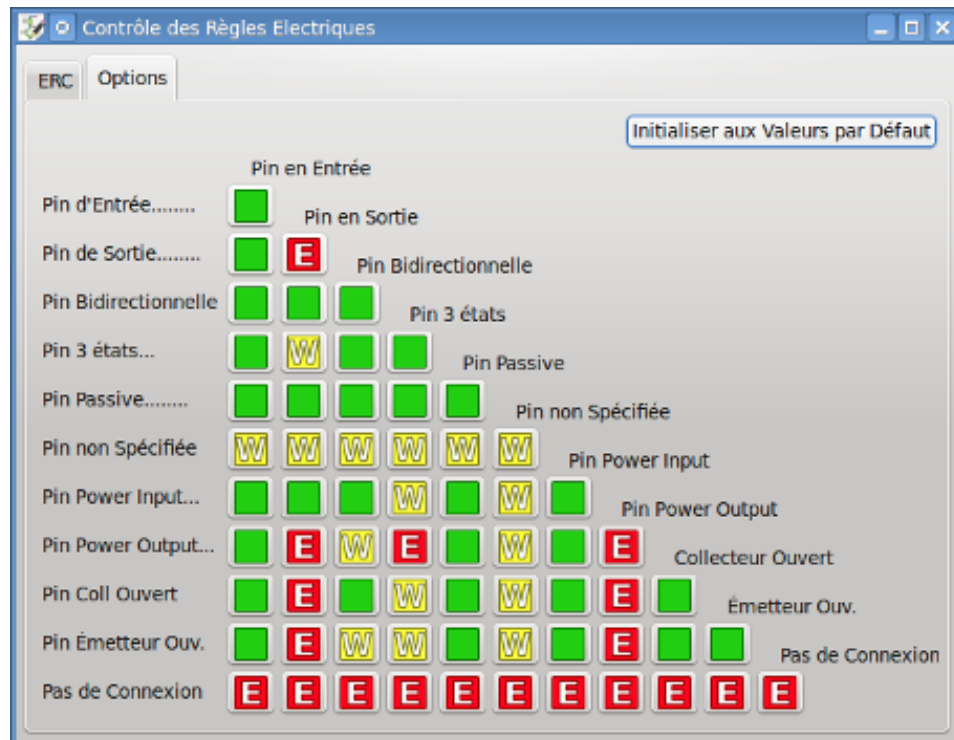 Contrôle des Règles Electriques
ERC Options
Initialiser aux Valeurs par Défaut
Pin en Entrée
Pin d'Entrée........
Pin en Sortie
Pin de Sortie........ E
Pin Bidirectionnelle
Pin Bidirectionnelle
Pin 3 états
Pin 3 états... W
Pin Passive
Pin Passive........
Pin non Spécifiée
Pin non Spécifiée W W W W W W
Pin Power Input
Pin Power Input... W W
Pin Power Output
Pin Power Output... E W E W E
Collecteur Ouvert
Pin Coll Ouvert E W W E
Émetteur Ouv.
Pin Émetteur Ouv. E W W W E
Pas de Connexion
Pas de Connexion E E E E E E E E E E E